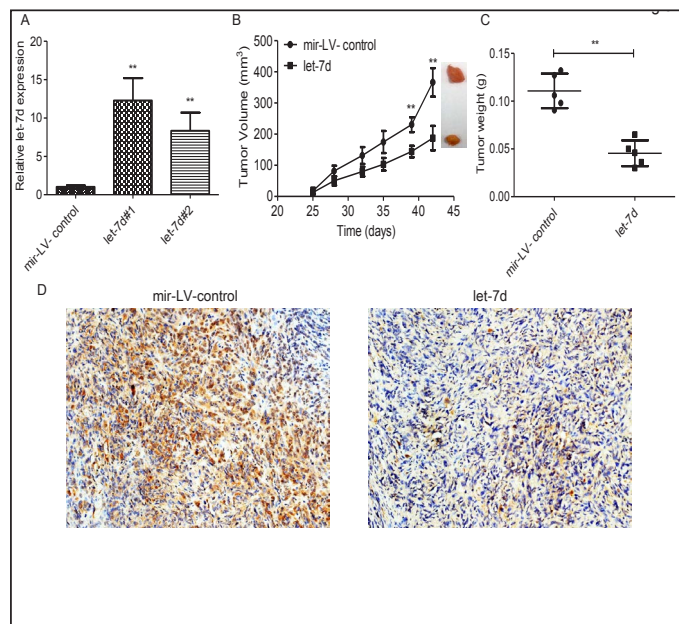 A
Relative let-7d expression
20
15
10
5
0
**
**
mir-LV- control
let-7d#1
let-7d#2
B
mir-LV- control
let-7d
Tumor Volume (mm³)
500
400
300
200
100
0
**
**
20 25 30 35 40 45
Time (days)
C
Tumor weight (g)
0.15
0.10
0.05
0.00
**
mir-LV- control
let-7d
D
mir-LV-control
let-7d